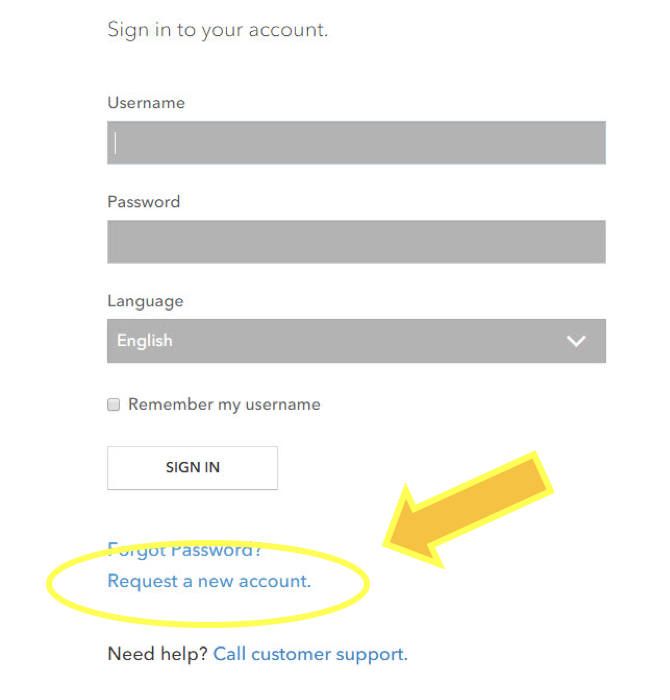 Sign in to your account.
Username
Password
Language
English
Remember my username
SIGN IN
Forgot Password?
Request a new account.
Need help? Call customer support.